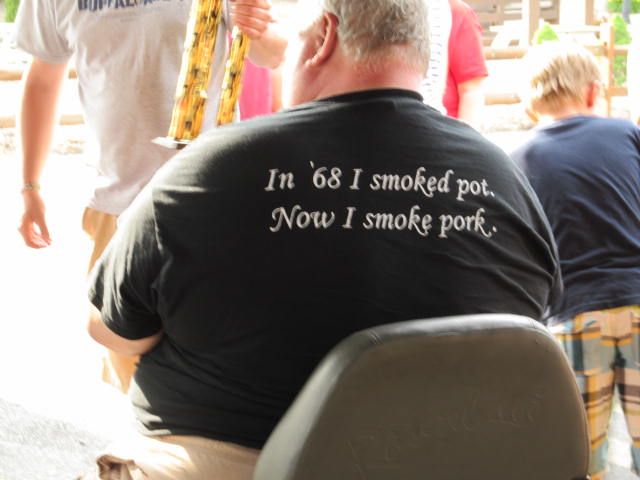 In '68 I smoked pot.
Now I smoke pork.